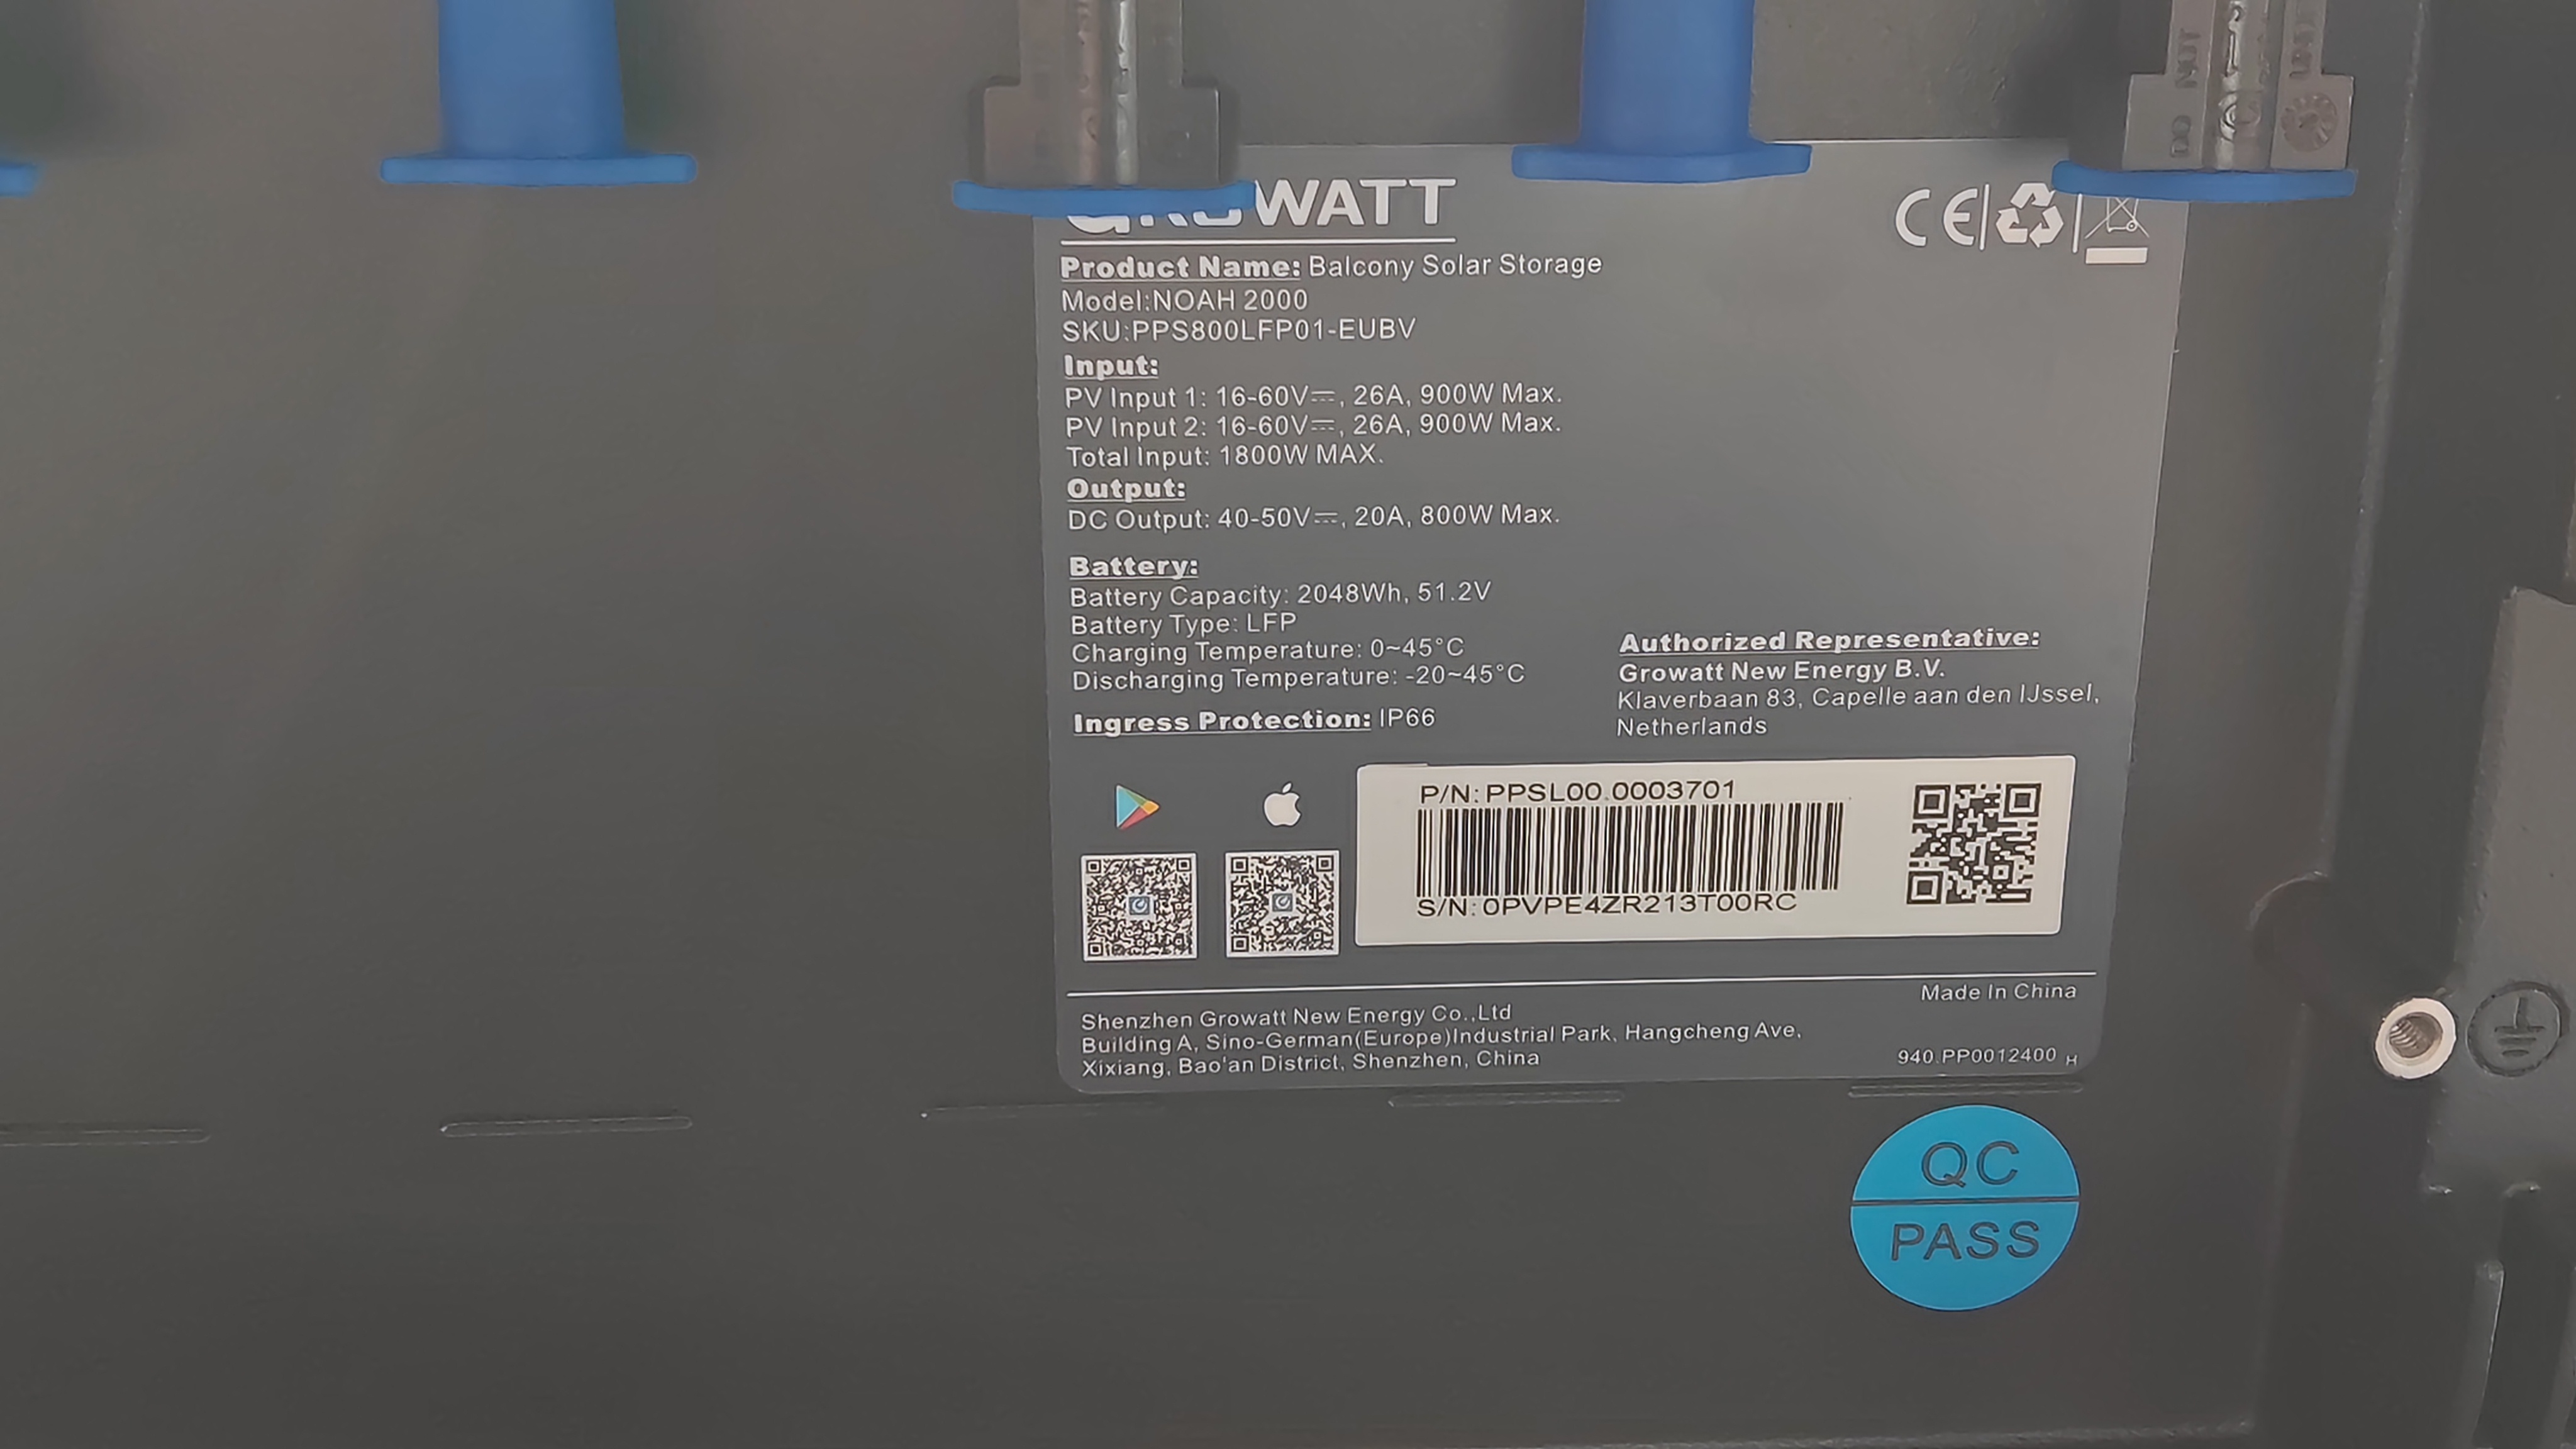 DO NOT
GROWATT
CE
Product Name: Balcony Solar Storage
Model:NOAH 2000
SKU:PPS800LFP01-EUBV
Input:
PV Input 1: 16-60V⎓, 26A, 900W Max.
PV Input 2: 16-60V⎓, 26A, 900W Max.
Total Input: 1800W MAX.
Output:
DC Output: 40-50V⎓, 20A, 800W Max.
Battery:
Battery Capacity: 2048Wh, 51.2V
Battery Type: LFP
Charging Temperature: 0~45°C
Discharging Temperature: -20~45°C
Ingress Protection: IP66
Authorized Representative:
Growatt New Energy B.V.
Klaverbaan 83, Capelle aan den IJssel,
Netherlands
P/N: PPSL00.0003701
S/N: 0PVPE4ZR213T00RC
Made In China
Shenzhen Growatt New Energy Co.,Ltd
Building A, Sino-German(Europe)Industrial Park, Hangcheng Ave,
Xixiang, Bao'an District, Shenzhen, China
940.PP0012400 H
QC
PASS